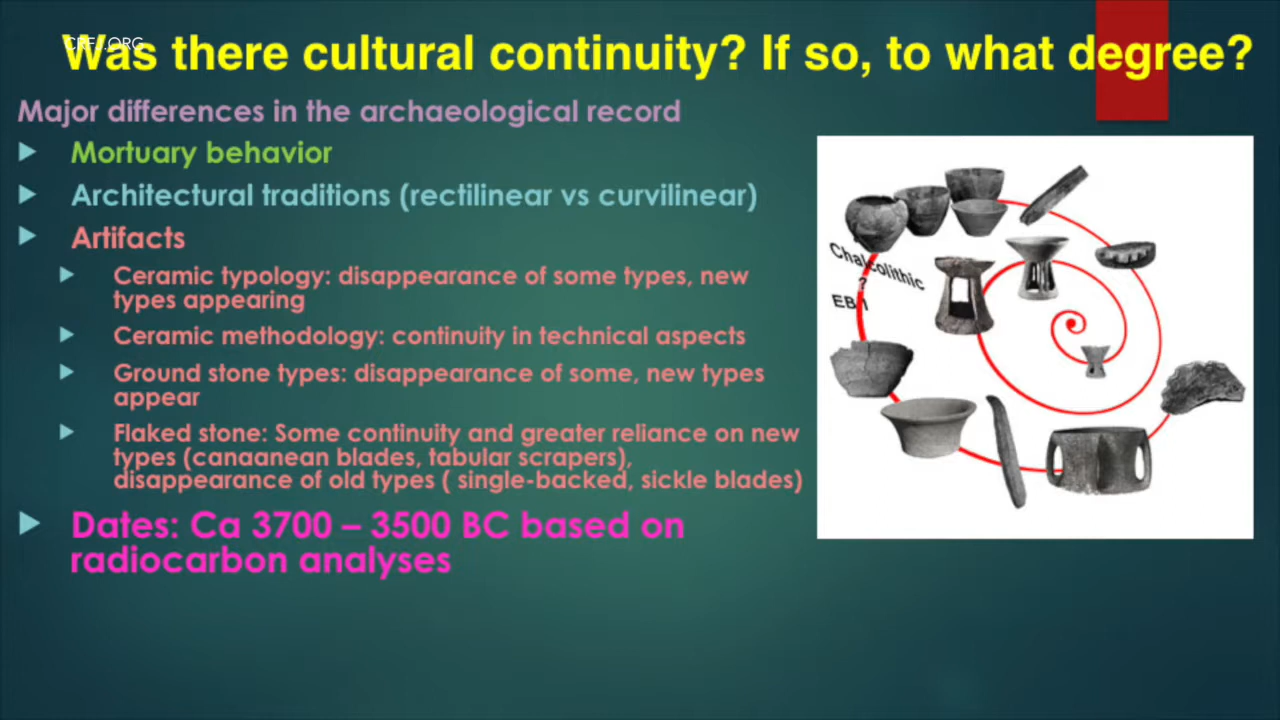 CRFJ.ORG
Was there cultural continuity? If so, to what degree?
Major differences in the archaeological record
Mortuary behavior
Architectural traditions (rectilinear vs curvilinear)
Artifacts
Ceramic typology: disappearance of some types, new
types appearing
Ceramic methodology: continuity in technical aspects
Ground stone types: disappearance of some, new types
appear
Flaked stone: Some continuity and greater reliance on new
types (canaanean blades, tabular scrapers),
disappearance of old types ( single-backed, sickle blades)
Dates: Ca 3700 – 3500 BC based on
radiocarbon analyses
Chalcolithic
?